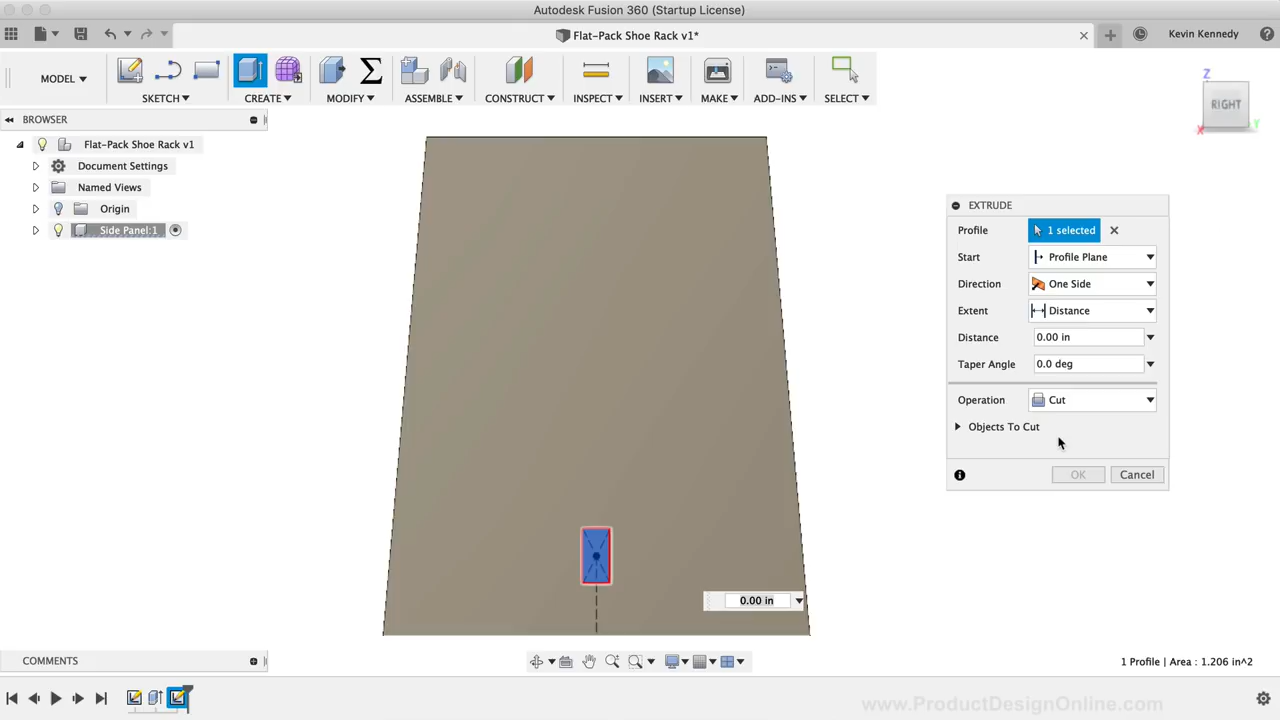 Autodesk Fusion 360 (Startup License)
Flat-Pack Shoe Rack v1*
Kevin Kennedy
MODEL
SKETCH
CREATE
MODIFY
ASSEMBLE
CONSTRUCT
INSPECT
INSERT
MAKE
ADD-INS
SELECT
Z
RIGHT
X
Y
BROWSER
Flat-Pack Shoe Rack v1
Document Settings
Named Views
Origin
Side Panel:1
EXTRUDE
Profile 1 selected
Start Profile Plane
Direction One Side
Extent Distance
Distance 0.00 in
Taper Angle 0.0 deg
Operation Cut
Objects To Cut
OK Cancel
0.00 in
COMMENTS
1 Profile | Area : 1.206 in^2
www.ProductDesignOnline.com